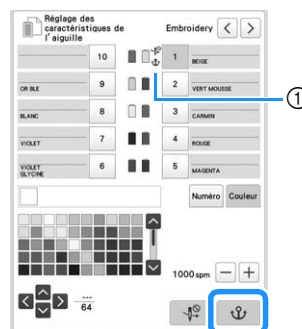 Réglage des
caractéristiques de
l'aiguille
Embroidery < >
10 1 BEIGE
OR BLE 9 2 VERT MOUSSE
BLANC 8 3 CARMIN
VIOLET 7 4 ROUGE
VIOLET
GLYCINE 6 5 MAGENTA
Numéro Couleur
1000 spm − +
---
64
①